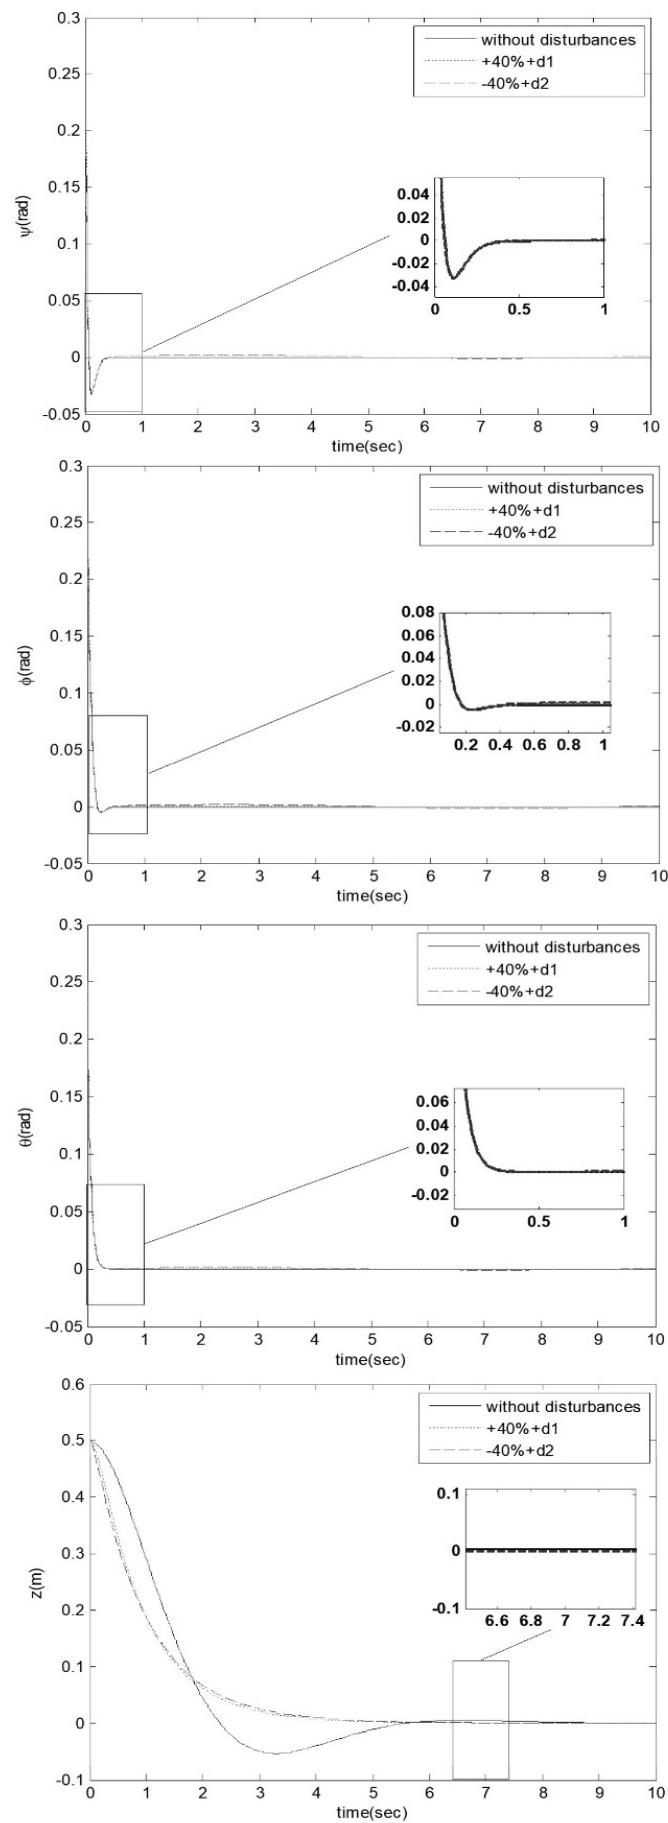 0.3
0.25
0.2
0.15
0.1
0.05
0
-0.05
ψ(rad)
without disturbances
+40%+d1
-40%+d2
0.04
0.02
0
-0.02
-0.04
0 0.5 1
0 1 2 3 4 5 6 7 8 9 10
time(sec)
0.3
0.25
0.2
0.15
0.1
0.05
0
-0.05
ϕ(rad)
without disturbances
+40%+d1
-40%+d2
0.08
0.06
0.04
0.02
0
-0.02
0.2 0.4 0.6 0.8 1
0 1 2 3 4 5 6 7 8 9 10
time(sec)
0.3
0.25
0.2
0.15
0.1
0.05
0
-0.05
θ(rad)
without disturbances
+40%+d1
-40%+d2
0.06
0.04
0.02
0
-0.02
0 0.5 1
0 1 2 3 4 5 6 7 8 9 10
time(sec)
0.6
0.5
0.4
0.3
0.2
0.1
0
-0.1
z(m)
without disturbances
+40%+d1
-40%+d2
0.1
0
-0.1
6.6 6.8 7 7.2 7.4
0 1 2 3 4 5 6 7 8 9 10
time(sec)